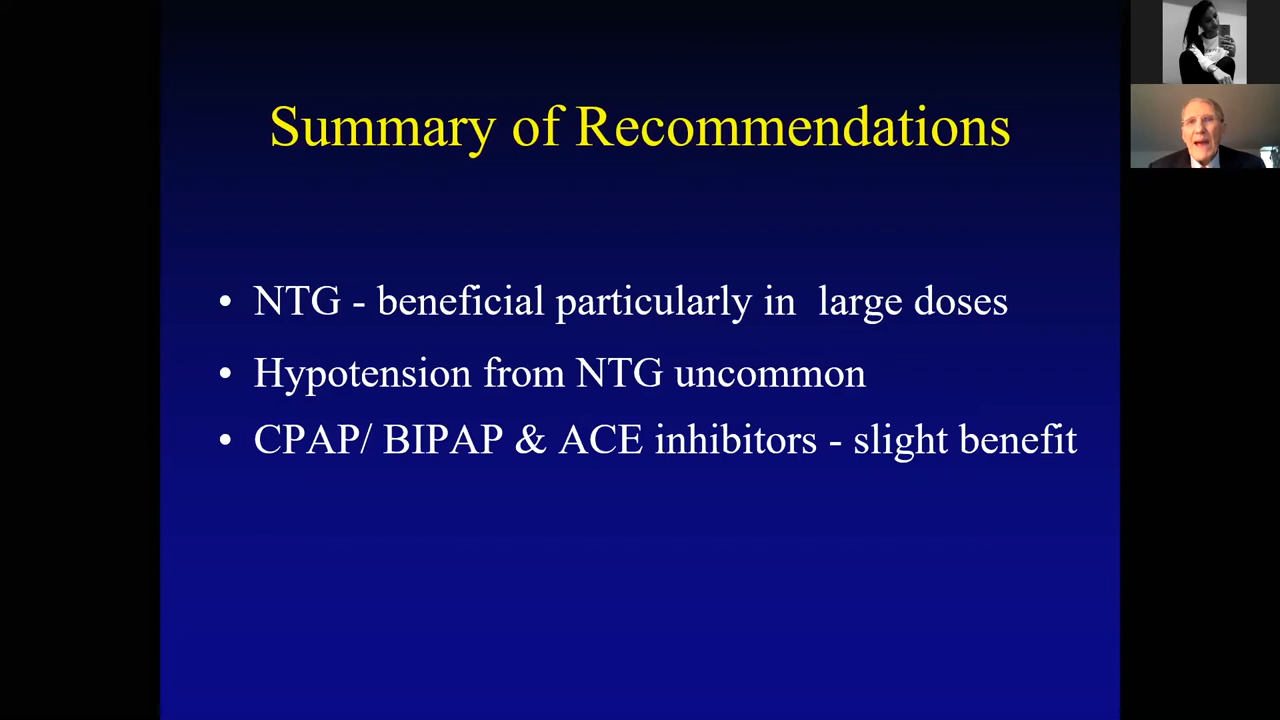 Summary of Recommendations
• NTG - beneficial particularly in  large doses
• Hypotension from NTG uncommon
• CPAP/ BIPAP & ACE inhibitors - slight benefit